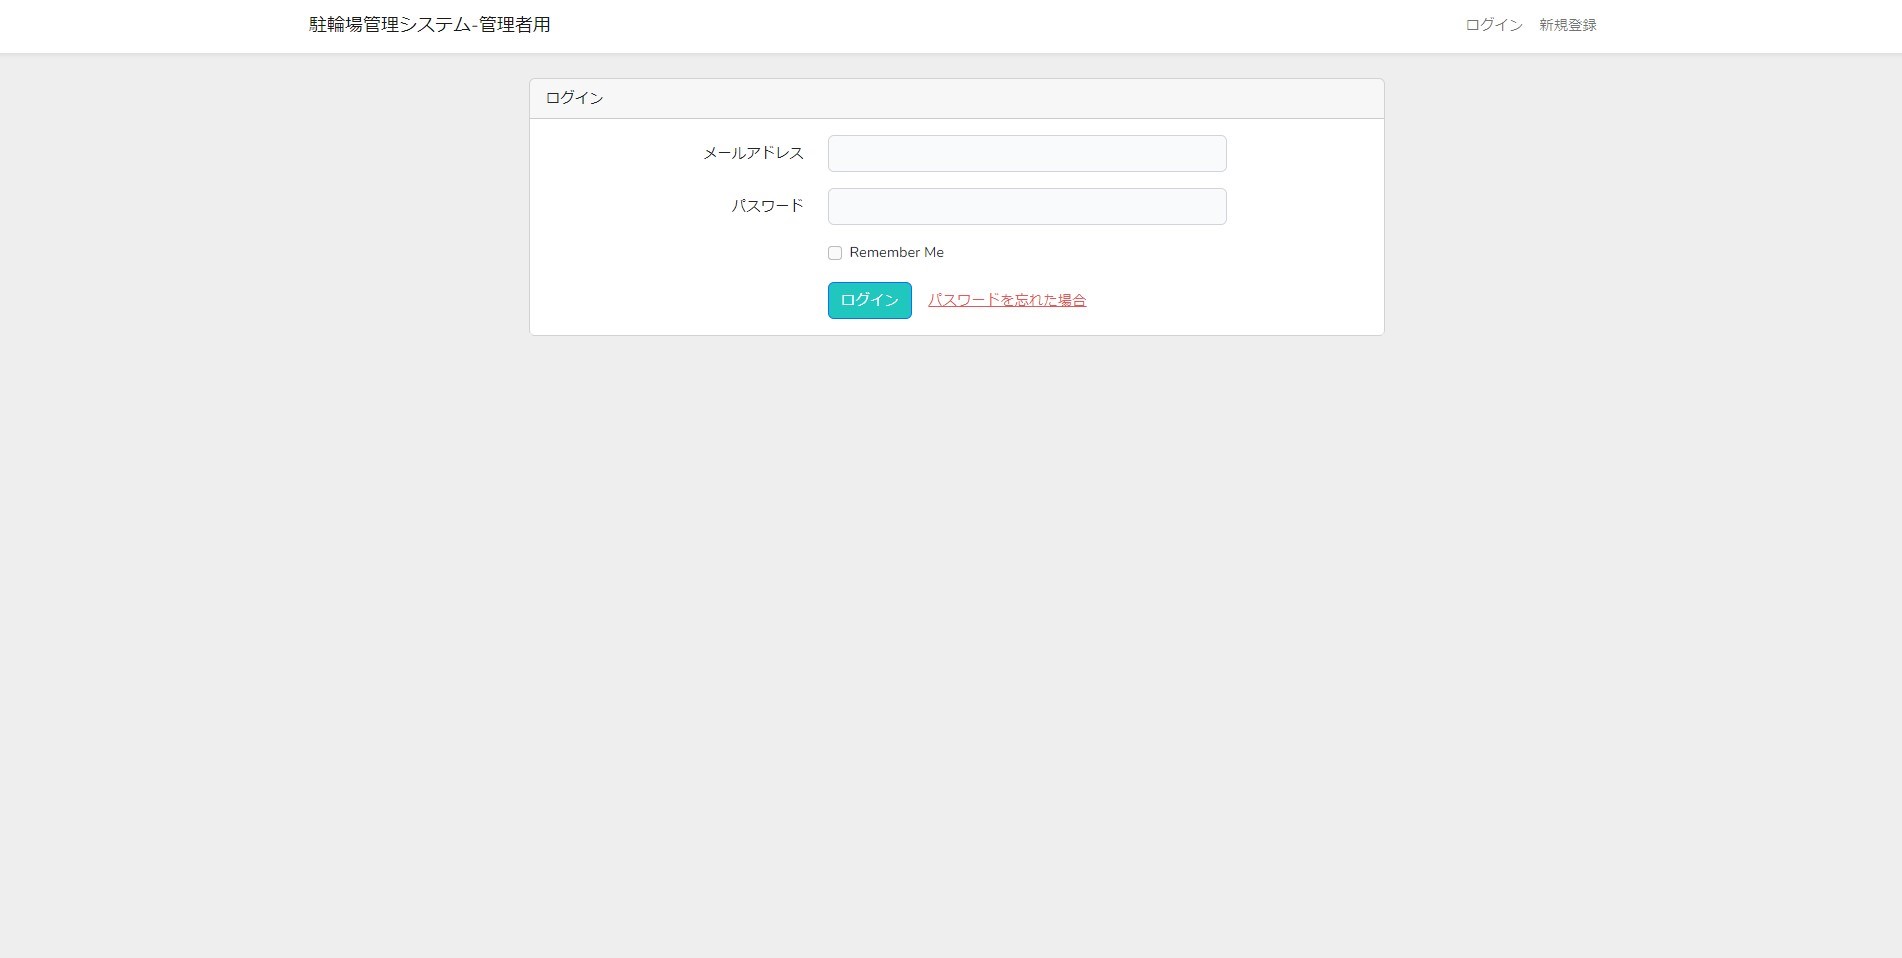 駐輪場管理システム-管理者用
ログイン 新規登録
ログイン
メールアドレス
パスワード
Remember Me
ログイン パスワードを忘れた場合